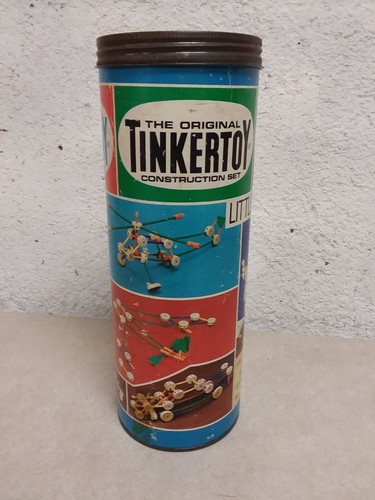 Y
THE ORIGINAL
TINKERTOY
CONSTRUCTION SET
LITTL